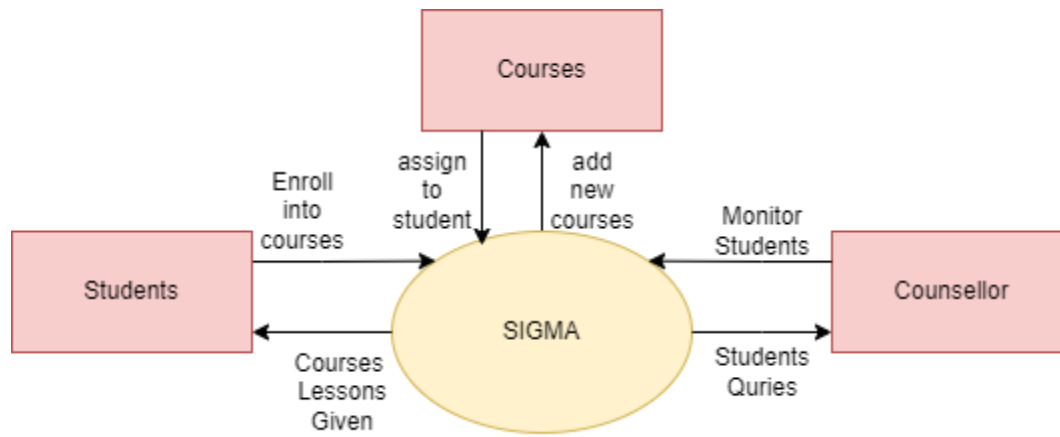 Courses
assign
to
student
add
new
courses
Enroll
into
courses
Monitor
Students
Students
SIGMA
Counsellor
Courses
Lessons
Given
Students
Quries